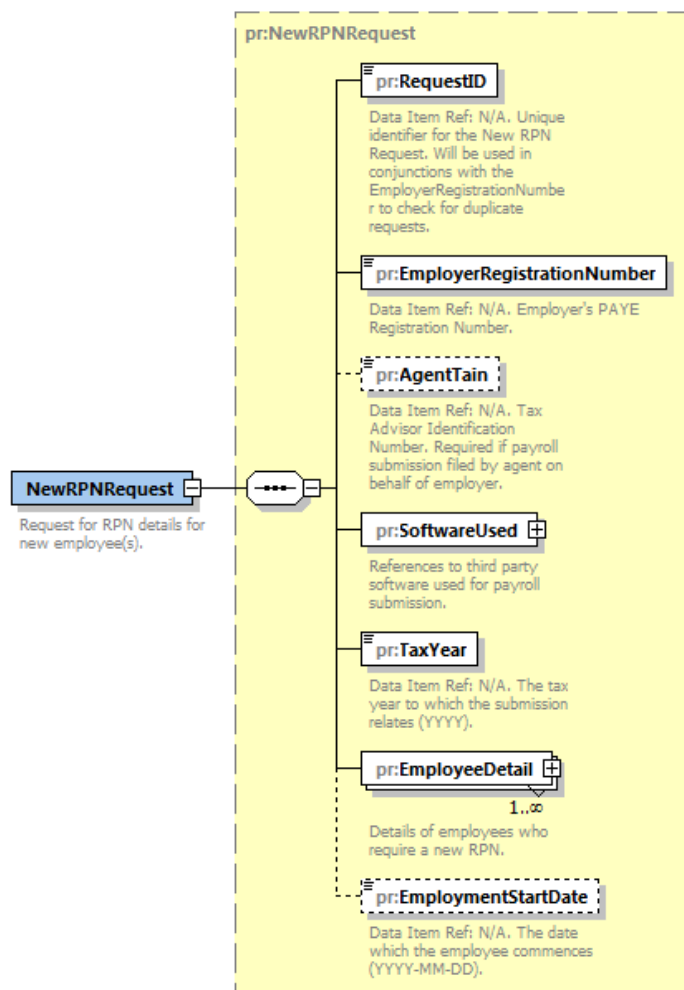 pr:NewRPNRequest
pr:RequestID
Data Item Ref: N/A. Unique
identifier for the New RPN
Request. Will be used in
conjunctions with the
EmployerRegistrationNumbe
r to check for duplicate
requests.
pr:EmployerRegistrationNumber
Data Item Ref: N/A. Employer's PAYE
Registration Number.
pr:AgentTain
Data Item Ref: N/A. Tax
Advisor Identification
Number. Required if payroll
submission filed by agent on
behalf of employer.
NewRPNRequest
Request for RPN details for
new employee(s).
pr:SoftwareUsed
References to third party
software used for payroll
submission.
pr:TaxYear
Data Item Ref: N/A. The tax
year to which the submission
relates (YYYY).
pr:EmployeeDetail
1..∞
Details of employees who
require a new RPN.
pr:EmploymentStartDate
Data Item Ref: N/A. The date
which the employee commences
(YYYY-MM-DD).